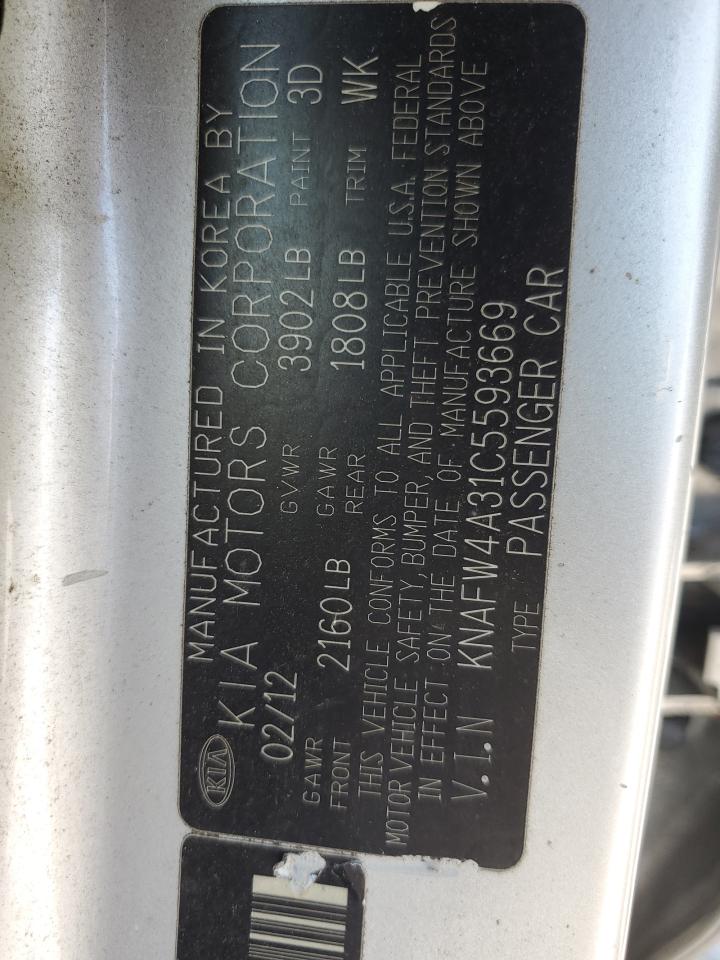 MANUFACTURED IN KOREA BY
KIA KIA MOTORS CORPORATION
02/12 GVWR 3902LB PAINT 3D
GAWR FRONT 2160LB GAWR REAR 1808LB TRIM WK
THIS VEHICLE CONFORMS TO ALL APPLICABLE U.S.A. FEDERAL
MOTOR VEHICLE SAFETY, BUMPER, AND THEFT PREVENTION STANDARDS
IN EFFECT ON THE DATE OF MANUFACTURE SHOWN ABOVE
V.I.N KNAFW4A31C5593669
TYPE PASSENGER CAR